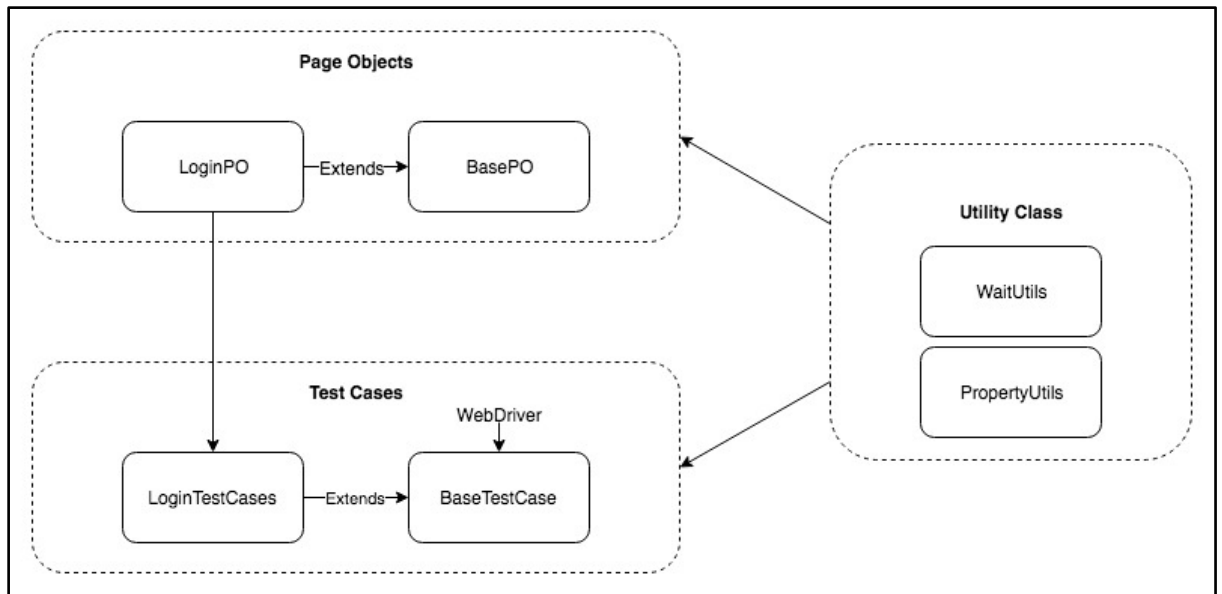 Page Objects
LoginPO
Extends
BasePO
Utility Class
WaitUtils
PropertyUtils
Test Cases
WebDriver
LoginTestCases
Extends
BaseTestCase